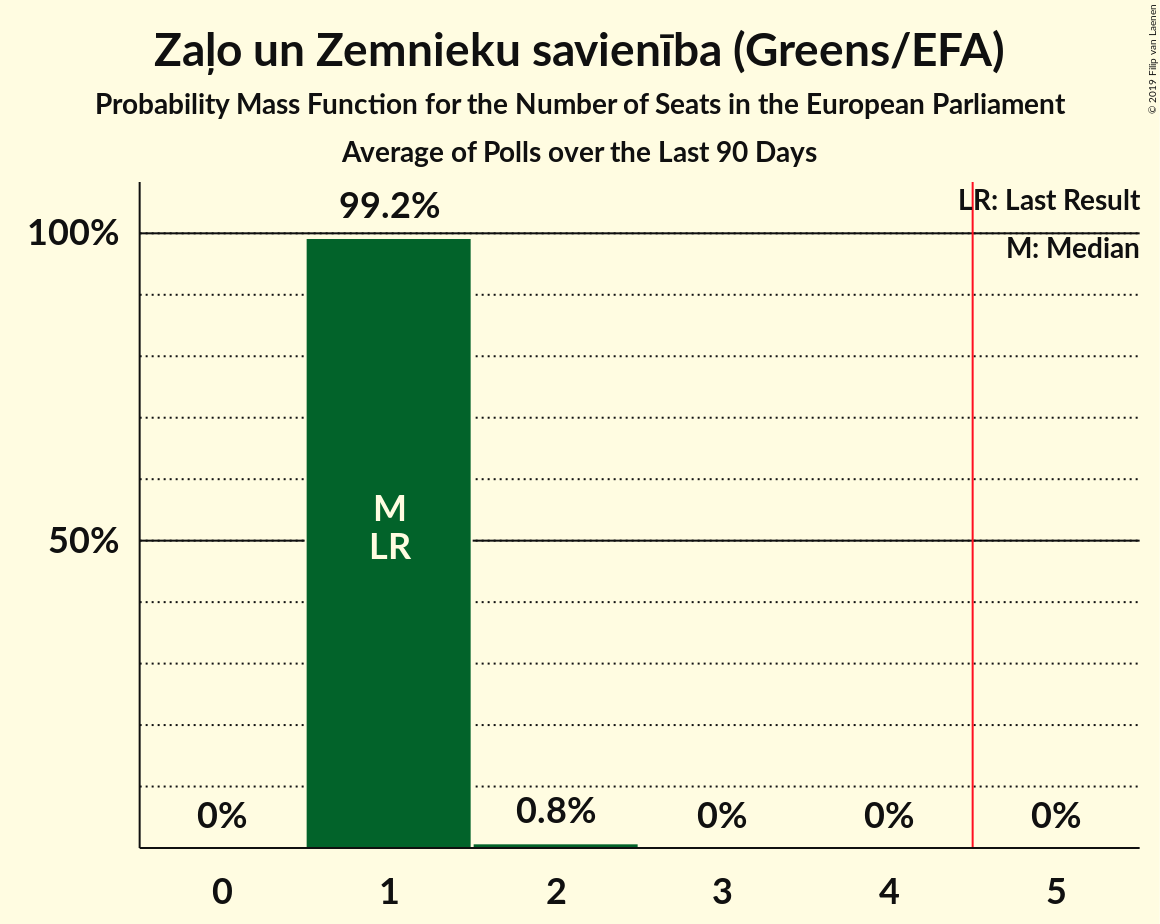 Zaļo un Zemnieku savienība (Greens/EFA)
Probability Mass Function for the Number of Seats in the European Parliament
Average of Polls over the Last 90 Days
© 2019 Filip van Laenen
LR: Last Result
M: Median
99.2%
100%
50%
M
LR
0%
0.8%
0%
0%
0%
0
1
2
3
4
5